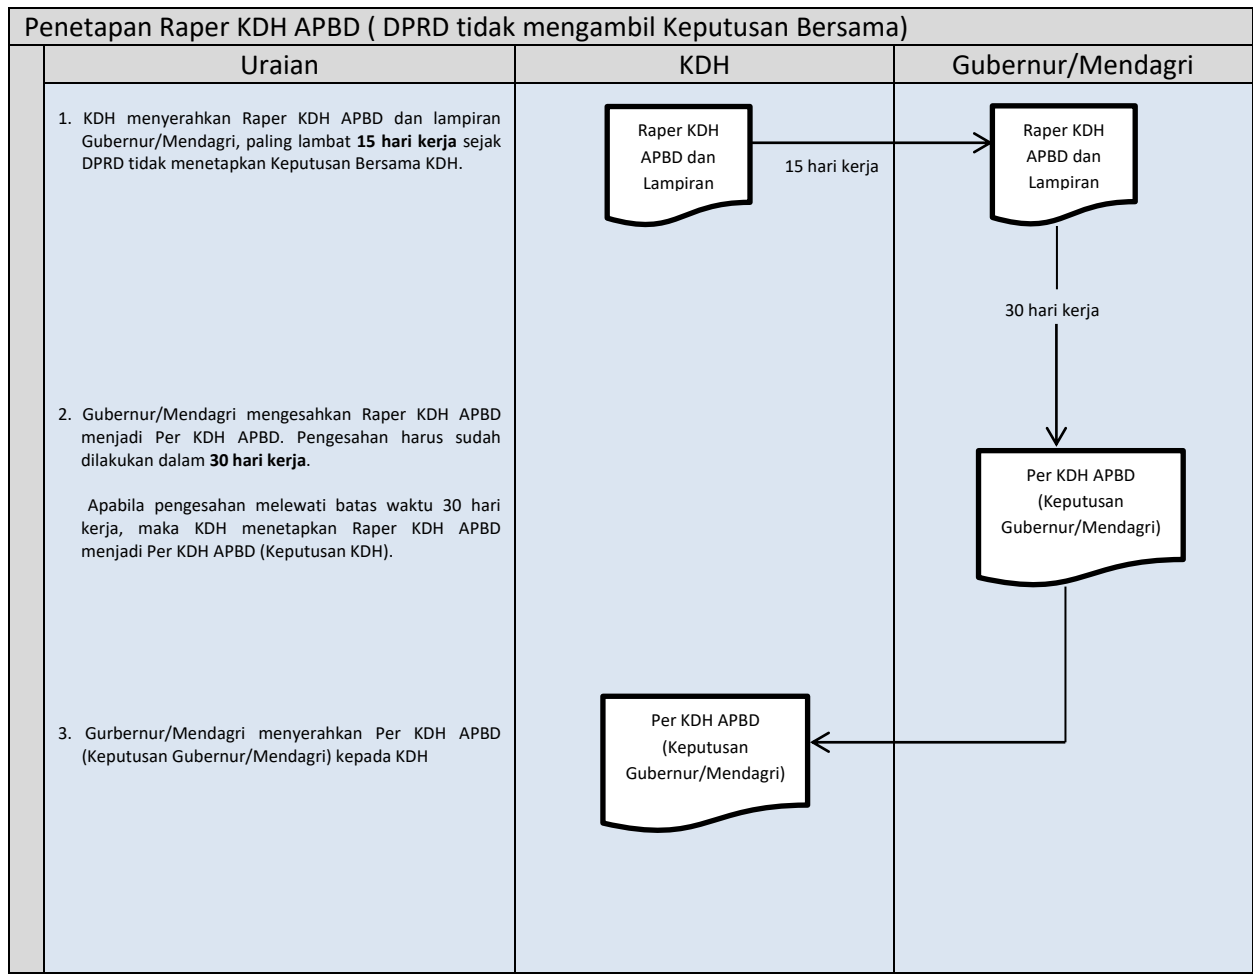 Penetapan Raper KDH APBD ( DPRD tidak mengambil Keputusan Bersama)
Uraian
KDH
Gubernur/Mendagri
1. KDH menyerahkan Raper KDH APBD dan lampiran
Gubernur/Mendagri, paling lambat 15 hari kerja sejak
DPRD tidak menetapkan Keputusan Bersama KDH.
Raper KDH
APBD dan
Lampiran
15 hari kerja
Raper KDH
APBD dan
Lampiran
30 hari kerja
2. Gubernur/Mendagri mengesahkan Raper KDH APBD
menjadi Per KDH APBD. Pengesahan harus sudah
dilakukan dalam 30 hari kerja.
Apabila pengesahan melewati batas waktu 30 hari
kerja, maka KDH menetapkan Raper KDH APBD
menjadi Per KDH APBD (Keputusan KDH).
Per KDH APBD
(Keputusan
Gubernur/Mendagri)
3. Gurbernur/Mendagri menyerahkan Per KDH APBD
(Keputusan Gubernur/Mendagri) kepada KDH
Per KDH APBD
(Keputusan
Gubernur/Mendagri)